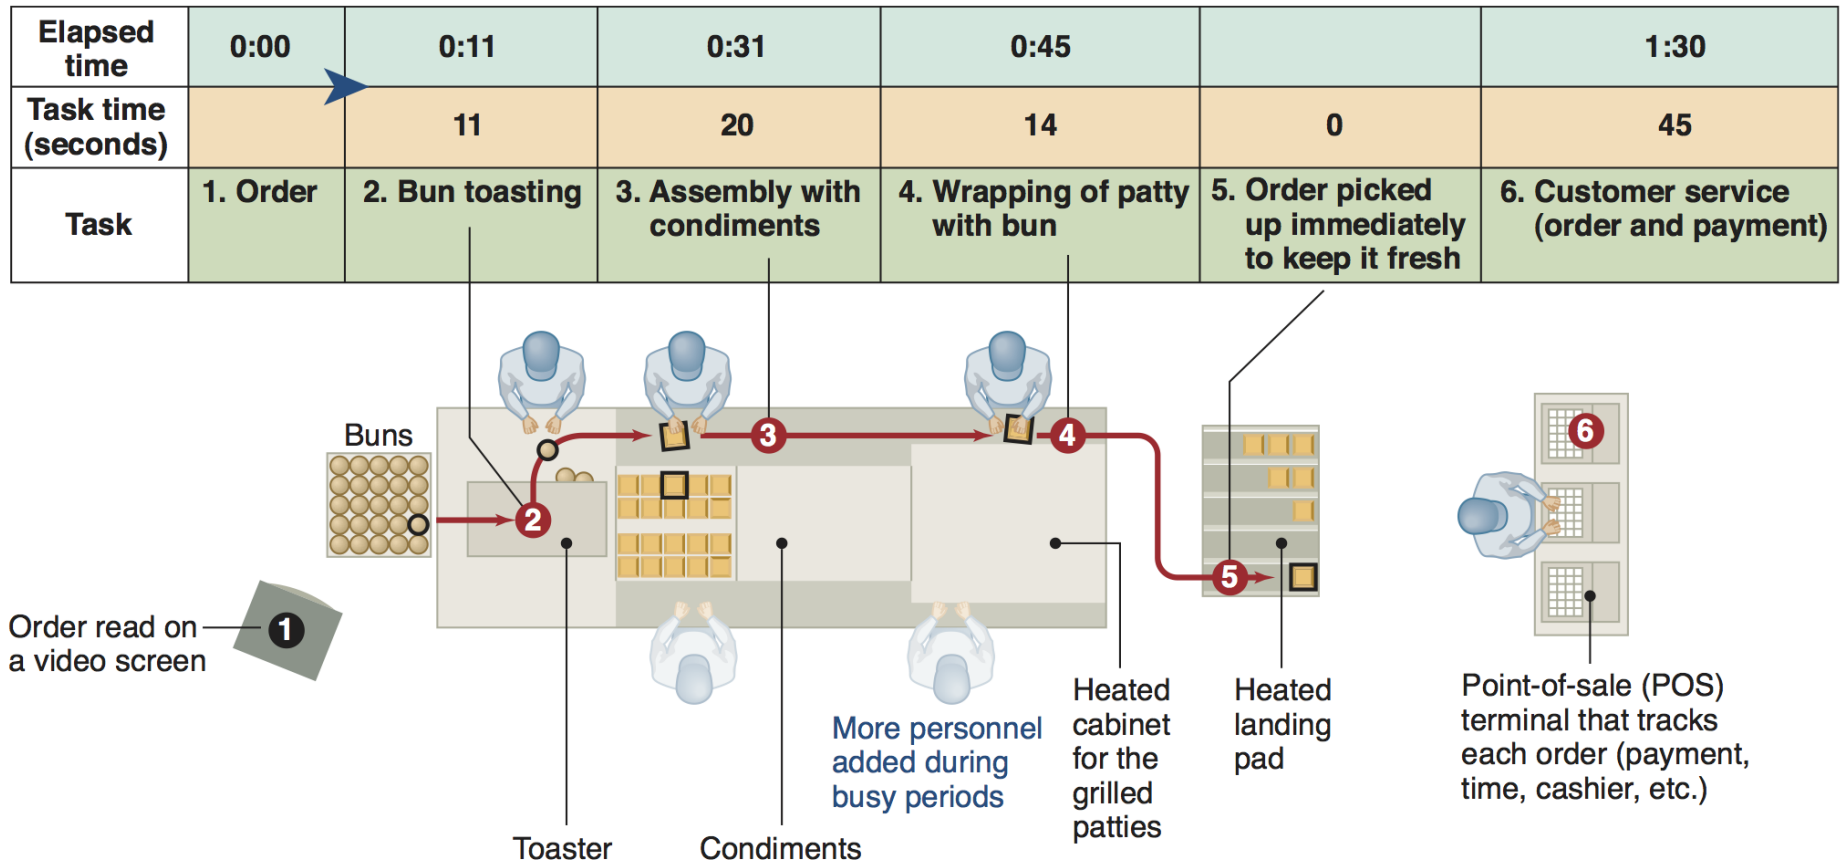 Elapsed
time
0:00
0:11
0:31
0:45
1:30
Task time
(seconds)
11
20
14
0
45
Task
1. Order
2. Bun toasting
3. Assembly with
condiments
4. Wrapping of patty
with bun
5. Order picked
up immediately
to keep it fresh
6. Customer service
(order and payment)
Buns
2
3
4
5
6
1
Order read on
a video screen
Toaster
Condiments
More personnel
added during
busy periods
Heated
cabinet
for the
grilled
patties
Heated
landing
pad
Point-of-sale (POS)
terminal that tracks
each order (payment,
time, cashier, etc.)